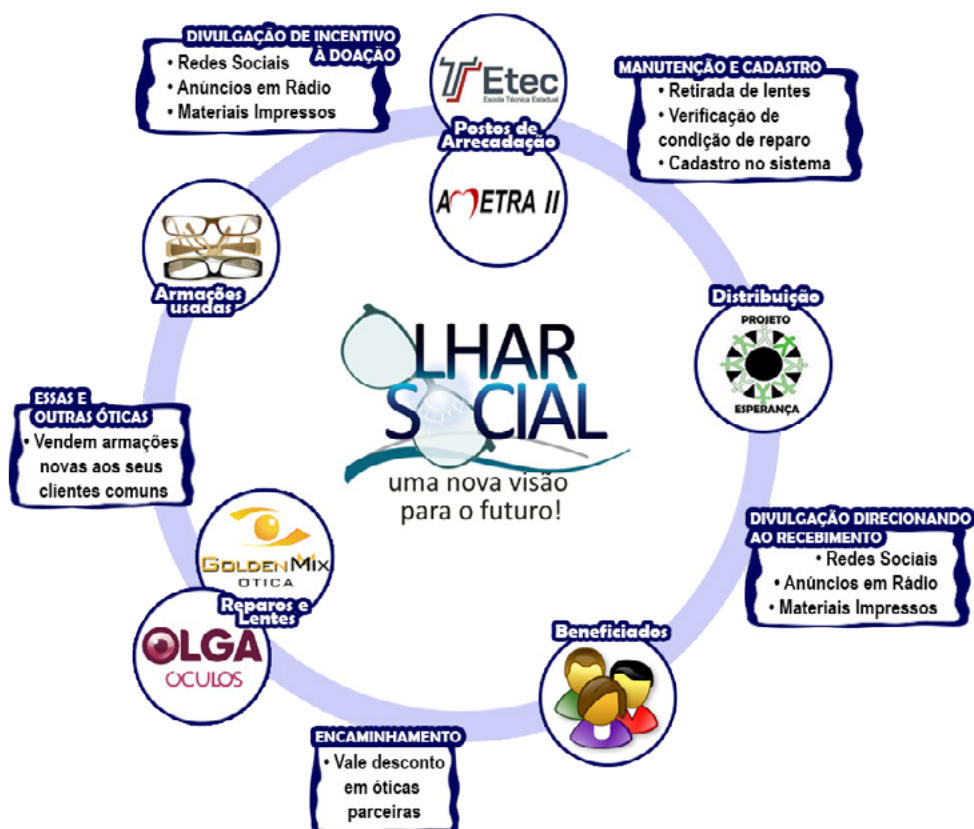 DIVULGAÇÃO DE INCENTIVO
À DOAÇÃO
• Redes Sociais
• Anúncios em Rádio
• Materiais Impressos
Etec
Escola Técnica Estadual
Postos de
Arrecadação
AMETRA II
MANUTENÇÃO E CADASTRO
• Retirada de lentes
• Verificação de
condição de reparo
• Cadastro no sistema
Armações
usadas
Distribuição
PROJETO
ESPERANÇA
OLHAR
SOCIAL
uma nova visão
para o futuro!
ESSAS E
OUTRAS ÓTICAS
• Vendem armações
novas aos seus
clientes comuns
GOLDENMIX
OTICA
Reparos e
Lentes
OLGA
OCULOS
DIVULGAÇÃO DIRECIONANDO
AO RECEBIMENTO
• Redes Sociais
• Anúncios em Rádio
• Materiais Impressos
Beneficiados
ENCAMINHAMENTO
• Vale desconto
em óticas
parceiras